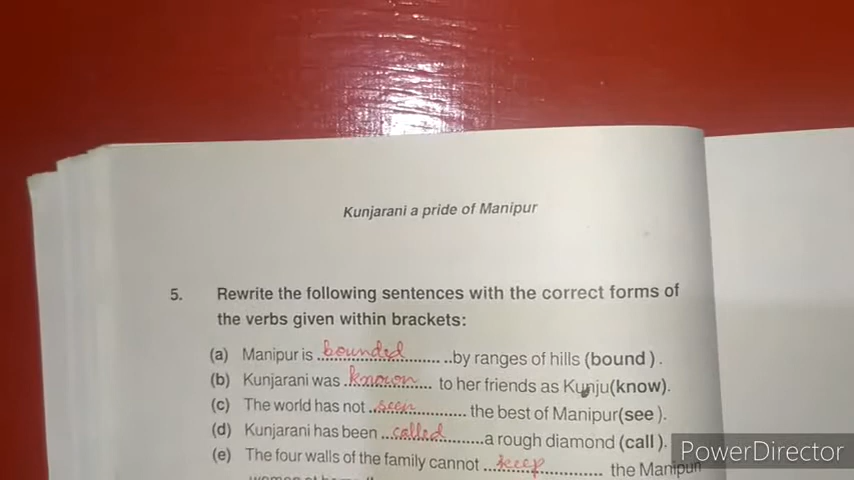 Kunjarani a pride of Manipur
5. Rewrite the following sentences with the correct forms of
the verbs given within brackets:
(a) Manipur is bounded by ranges of hills (bound ).
(b) Kunjarani was known to her friends as Kunju(know).
(c) The world has not seen the best of Manipur(see ).
(d) Kunjarani has been called a rough diamond (call ).
(e) The four walls of the family cannot keep the Manipuri
PowerDirector